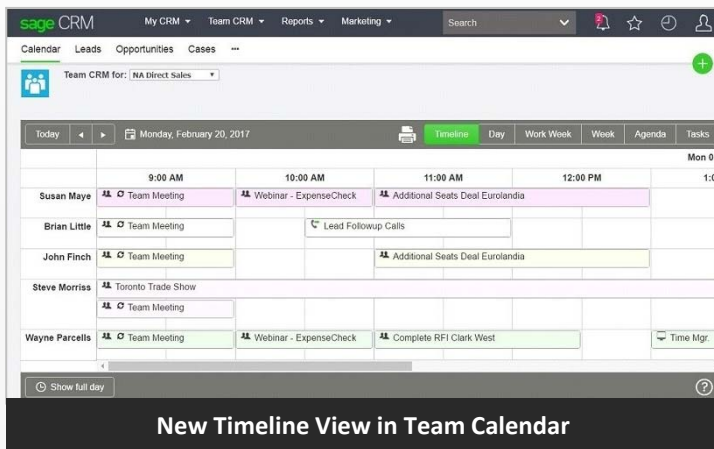 sage CRM My CRM Team CRM Reports Marketing Search 2
Calendar Leads Opportunities Cases ...
Team CRM for: NA Direct Sales
Today Monday, February 20, 2017 Timeline Day Work Week Week Agenda Tasks
Mon 0
9:00 AM 10:00 AM 11:00 AM 12:00 PM 1:0
Susan Maye Team Meeting Webinar - ExpenseCheck Additional Seats Deal Eurolandia
Brian Little Team Meeting Lead Followup Calls
John Finch Team Meeting Additional Seats Deal Eurolandia
Steve Morriss Toronto Trade Show
Team Meeting
Wayne Parcells Team Meeting Webinar - ExpenseCheck Complete RFI Clark West Time Mgr.
Show full day ?
New Timeline View in Team Calendar